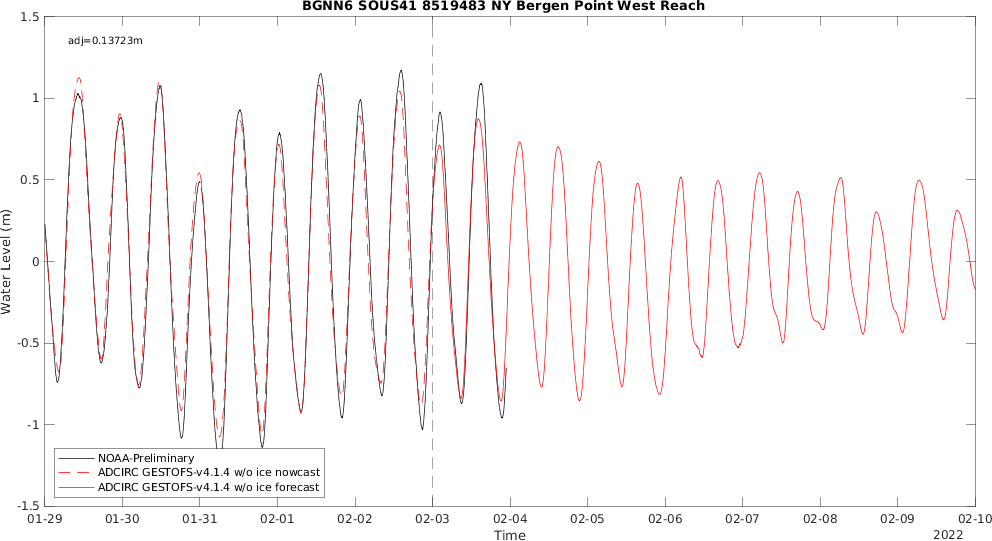 BGNN6 SOUS41 8519483 NY Bergen Point West Reach
1.5
adj=0.13723m
1
0.5
0
-0.5
-1
-1.5
Water Level (m)
NOAA-Preliminary
ADCIRC GESTOFS-v4.1.4 w/o ice nowcast
ADCIRC GESTOFS-v4.1.4 w/o ice forecast
01-29 01-30 01-31 02-01 02-02 02-03 02-04 02-05 02-06 02-07 02-08 02-09 02-10
Time
2022